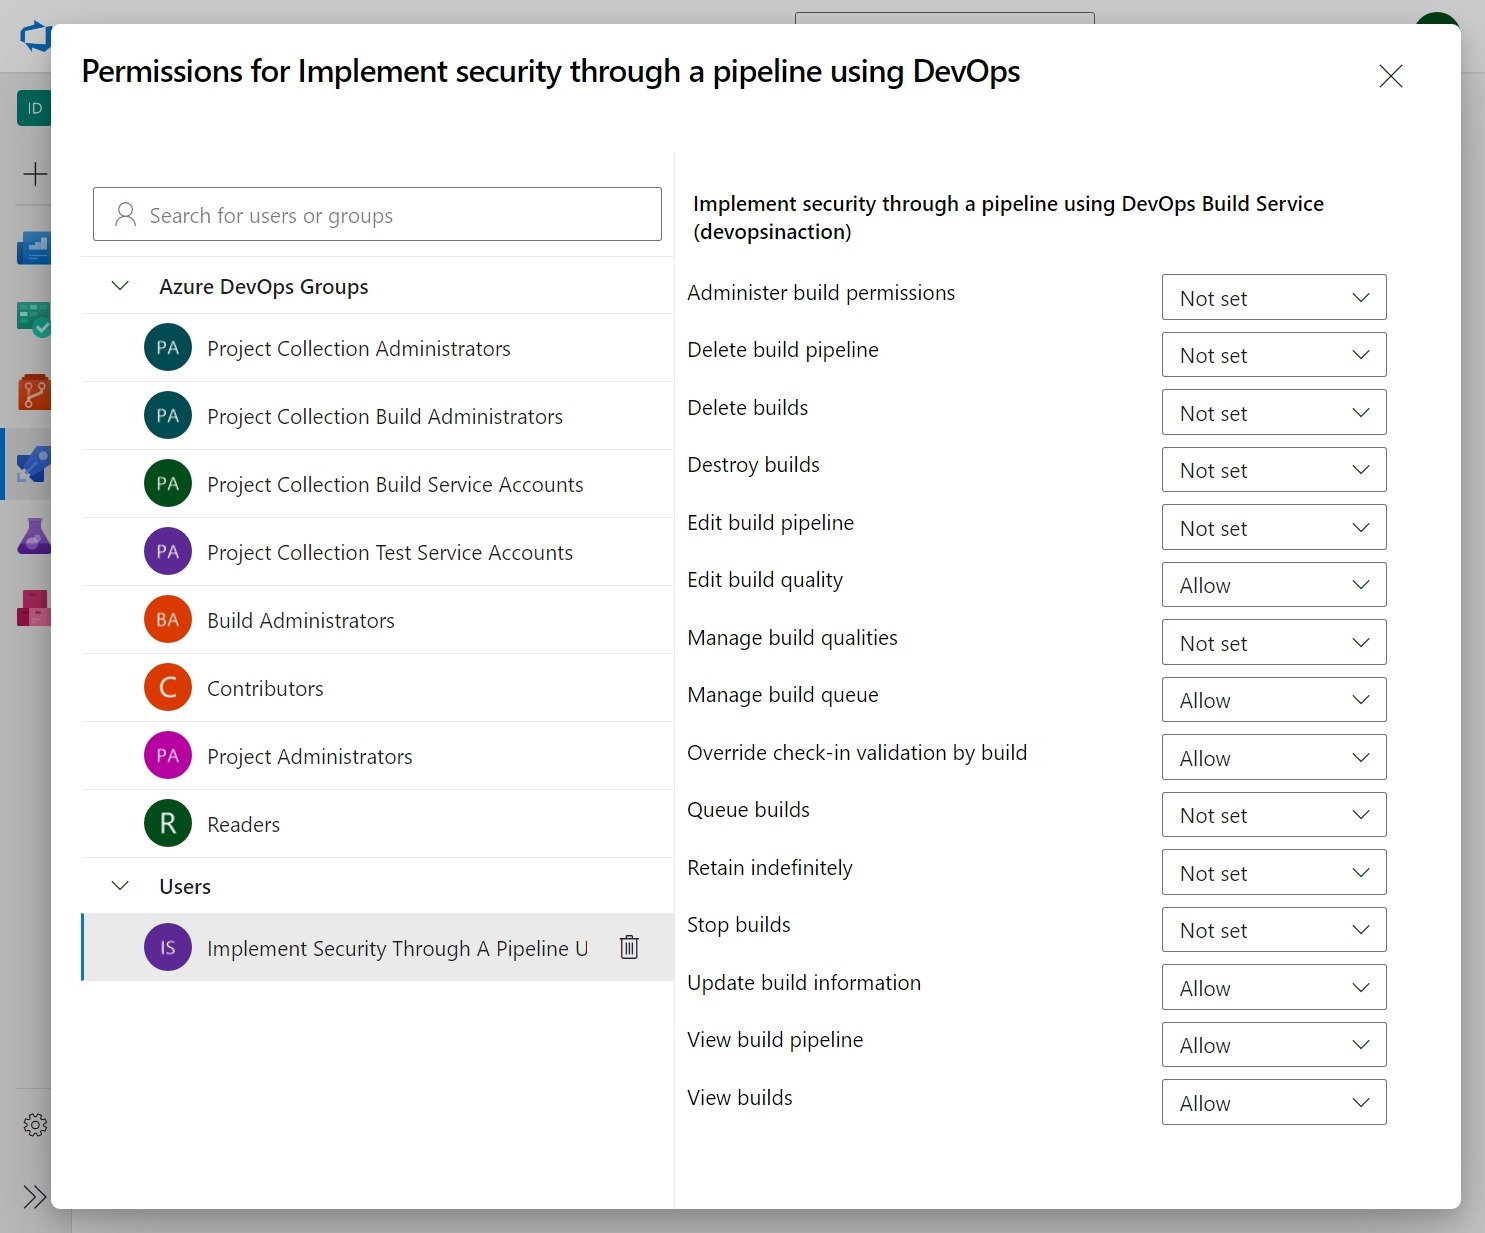 Permissions for Implement security through a pipeline using DevOps
ID
Search for users or groups
Azure DevOps Groups
PA Project Collection Administrators
PA Project Collection Build Administrators
PA Project Collection Build Service Accounts
PA Project Collection Test Service Accounts
BA Build Administrators
C Contributors
PA Project Administrators
R Readers
Users
IS Implement Security Through A Pipeline U
Implement security through a pipeline using DevOps Build Service
(devopsinaction)
Administer build permissions Not set
Delete build pipeline Not set
Delete builds Not set
Destroy builds Not set
Edit build pipeline Not set
Edit build quality Allow
Manage build qualities Not set
Manage build queue Allow
Override check-in validation by build Allow
Queue builds Not set
Retain indefinitely Not set
Stop builds Not set
Update build information Allow
View build pipeline Allow
View builds Allow